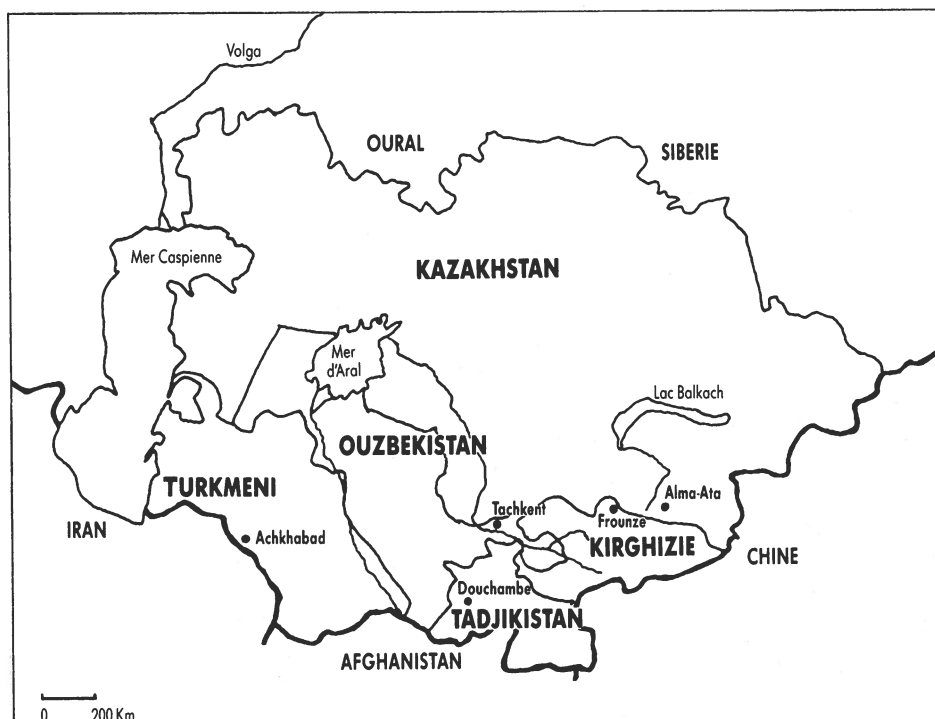 Volga
OURAL
SIBERIE
Mer Caspienne
KAZAKHSTAN
Mer
d'Aral
Lac Balkach
OUZBEKISTAN
TURKMENI
Alma-Ata
Tachkent
Frounze
IRAN
Achkhabad
KIRGHIZIE
CHINE
Douchambe
TADJIKISTAN
AFGHANISTAN
0 200 Km